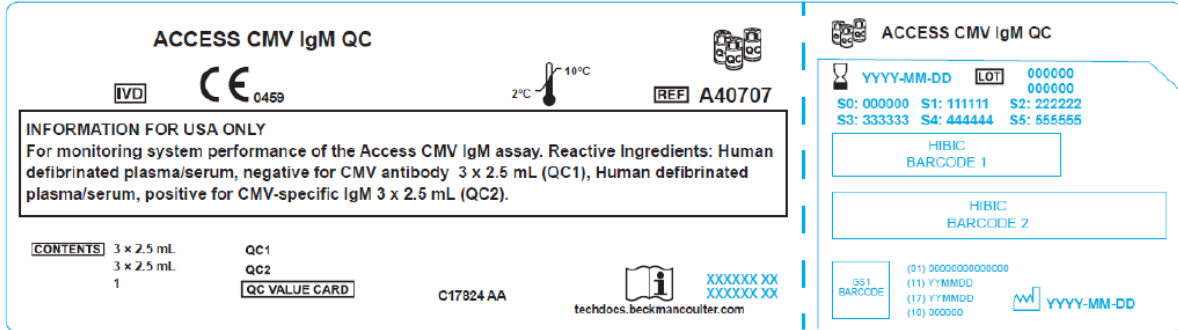 ACCESS CMV IgM QC
IVD
CE 0459
2°C
10°C
REF A40707
INFORMATION FOR USA ONLY
For monitoring system performance of the Access CMV IgM assay. Reactive Ingredients: Human
defibrinated plasma/serum, negative for CMV antibody 3 x 2.5 mL (QC1), Human defibrinated
plasma/serum, positive for CMV-specific IgM 3 x 2.5 mL (QC2).
CONTENTS 3 × 2.5 mL QC1
3 × 2.5 mL QC2
1 QC VALUE CARD
C17824 AA
techdocs.beckmancoulter.com
XXXXXX XX
XXXXXX XX
ACCESS CMV IgM QC
YYYY-MM-DD LOT 000000
000000
S0: 000000 S1: 111111 S2: 222222
S3: 333333 S4: 444444 S5: 555555
HIBIC
BARCODE 1
HIBIC
BARCODE 2
GS1
BARCODE
(01) 00000000000000
(11) YYMMDD
(17) YYMMDD
(10) 000000
YYYY-MM-DD